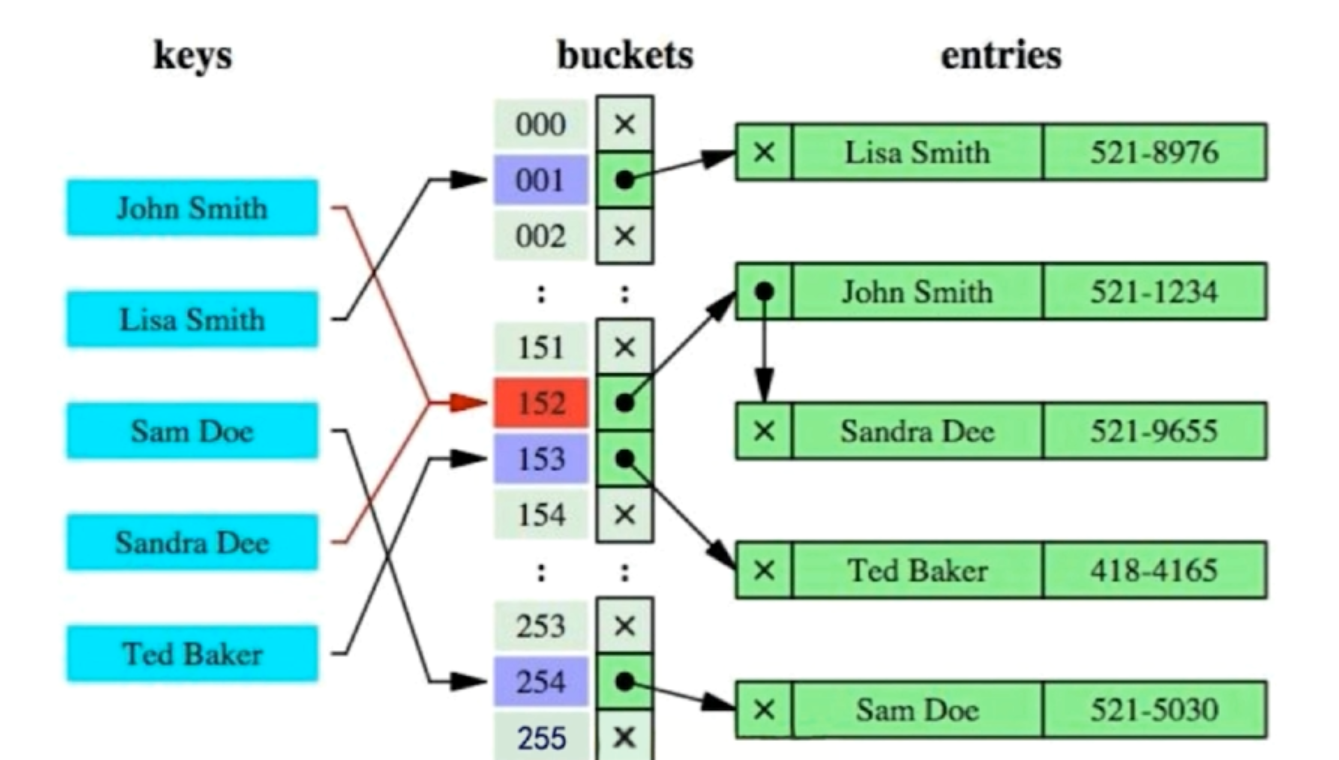 keys
buckets
entries
John Smith
Lisa Smith
Sam Doe
Sandra Dee
Ted Baker
000 ×
001
002 ×
: :
151 ×
152
153
154 ×
: :
253 ×
254
255 ×
× Lisa Smith 521-8976
John Smith 521-1234
× Sandra Dee 521-9655
× Ted Baker 418-4165
× Sam Doe 521-5030